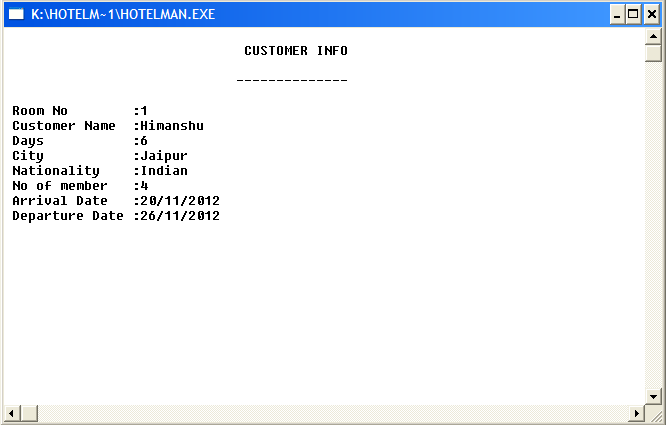 K:\HOTELM~1\HOTELMAN.EXE
CUSTOMER INFO
--------------
Room No :1
Customer Name :Himanshu
Days :6
City :Jaipur
Nationality :Indian
No of member :4
Arrival Date :20/11/2012
Departure Date :26/11/2012